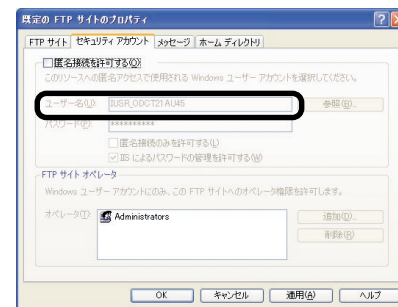 既定の FTP サイトのプロパティ
FTP サイト セキュリティ アカウント メッセージ ホーム ディレクトリ
匿名接続を許可する(O)
このリソースへの匿名アクセスで使用される Windows ユーザー アカウントを選択してください。
ユーザー名(U): IUSR_ODCT21AU45 参照(B)...
パスワード(P): **********
匿名接続のみを許可する(L)
IIS によるパスワードの管理を許可する(W)
FTP サイト オペレータ
Windows ユーザー アカウントにのみ、この FTP サイトへのオペレータ権限を許可します。
オペレータ(T): Administrators 追加(D)...
削除(R)
OK キャンセル 適用(A) ヘルプ